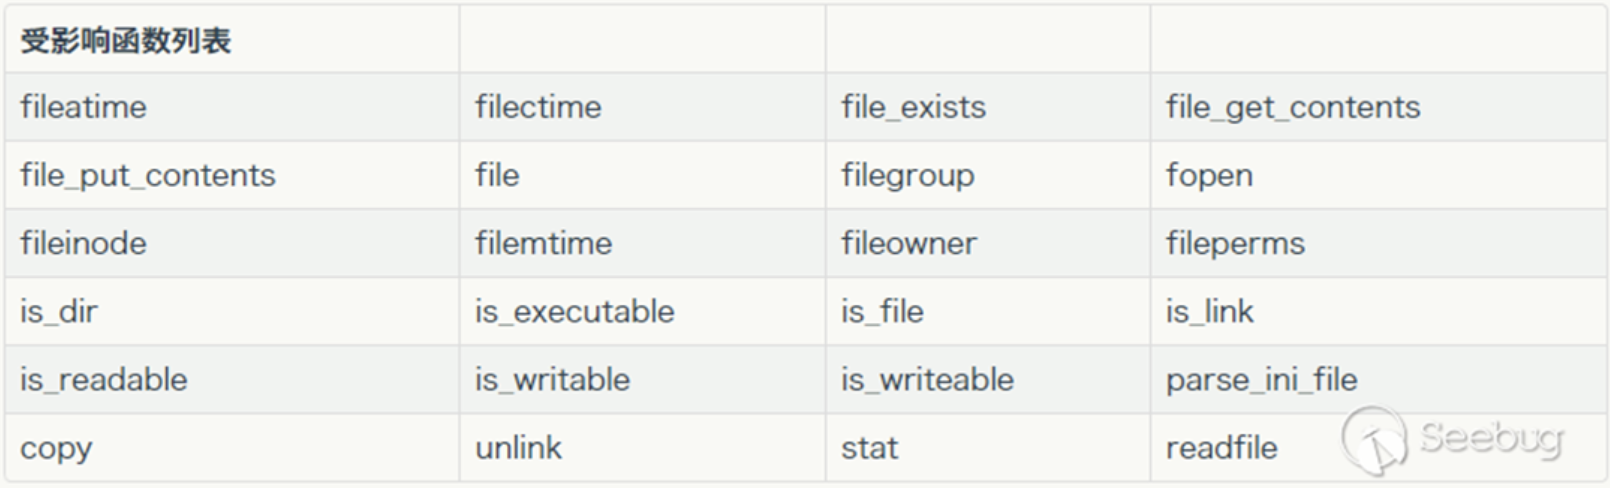 受影响函数列表
fileatime filectime file_exists file_get_contents
file_put_contents file filegroup fopen
fileinode filemtime fileowner fileperms
is_dir is_executable is_file is_link
is_readable is_writable is_writeable parse_ini_file
copy unlink stat readfile
Seebug